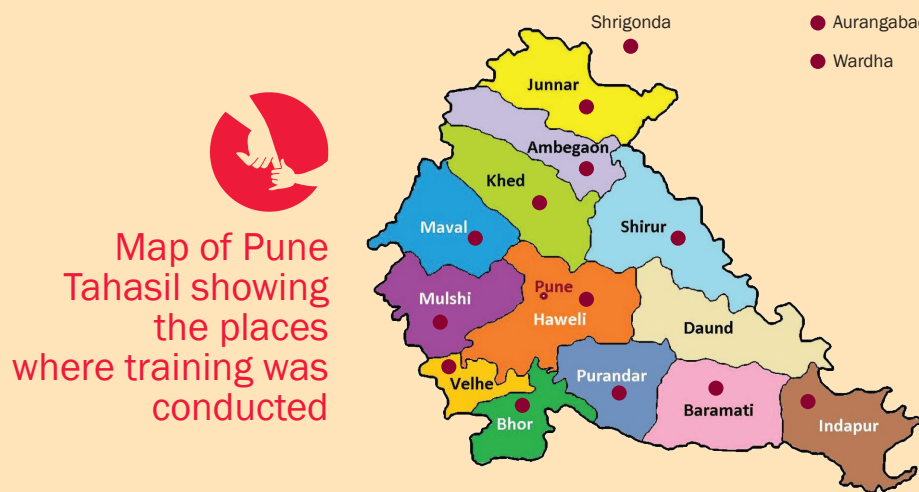 Shrigonda
Aurangabad
Wardha
Junnar
Ambegaon
Khed
Maval
Shirur
Map of Pune
Tahasil showing
the places
where training was
conducted
Mulshi
Pune
Haweli
Daund
Velhe
Purandar
Baramati
Bhor
Indapur